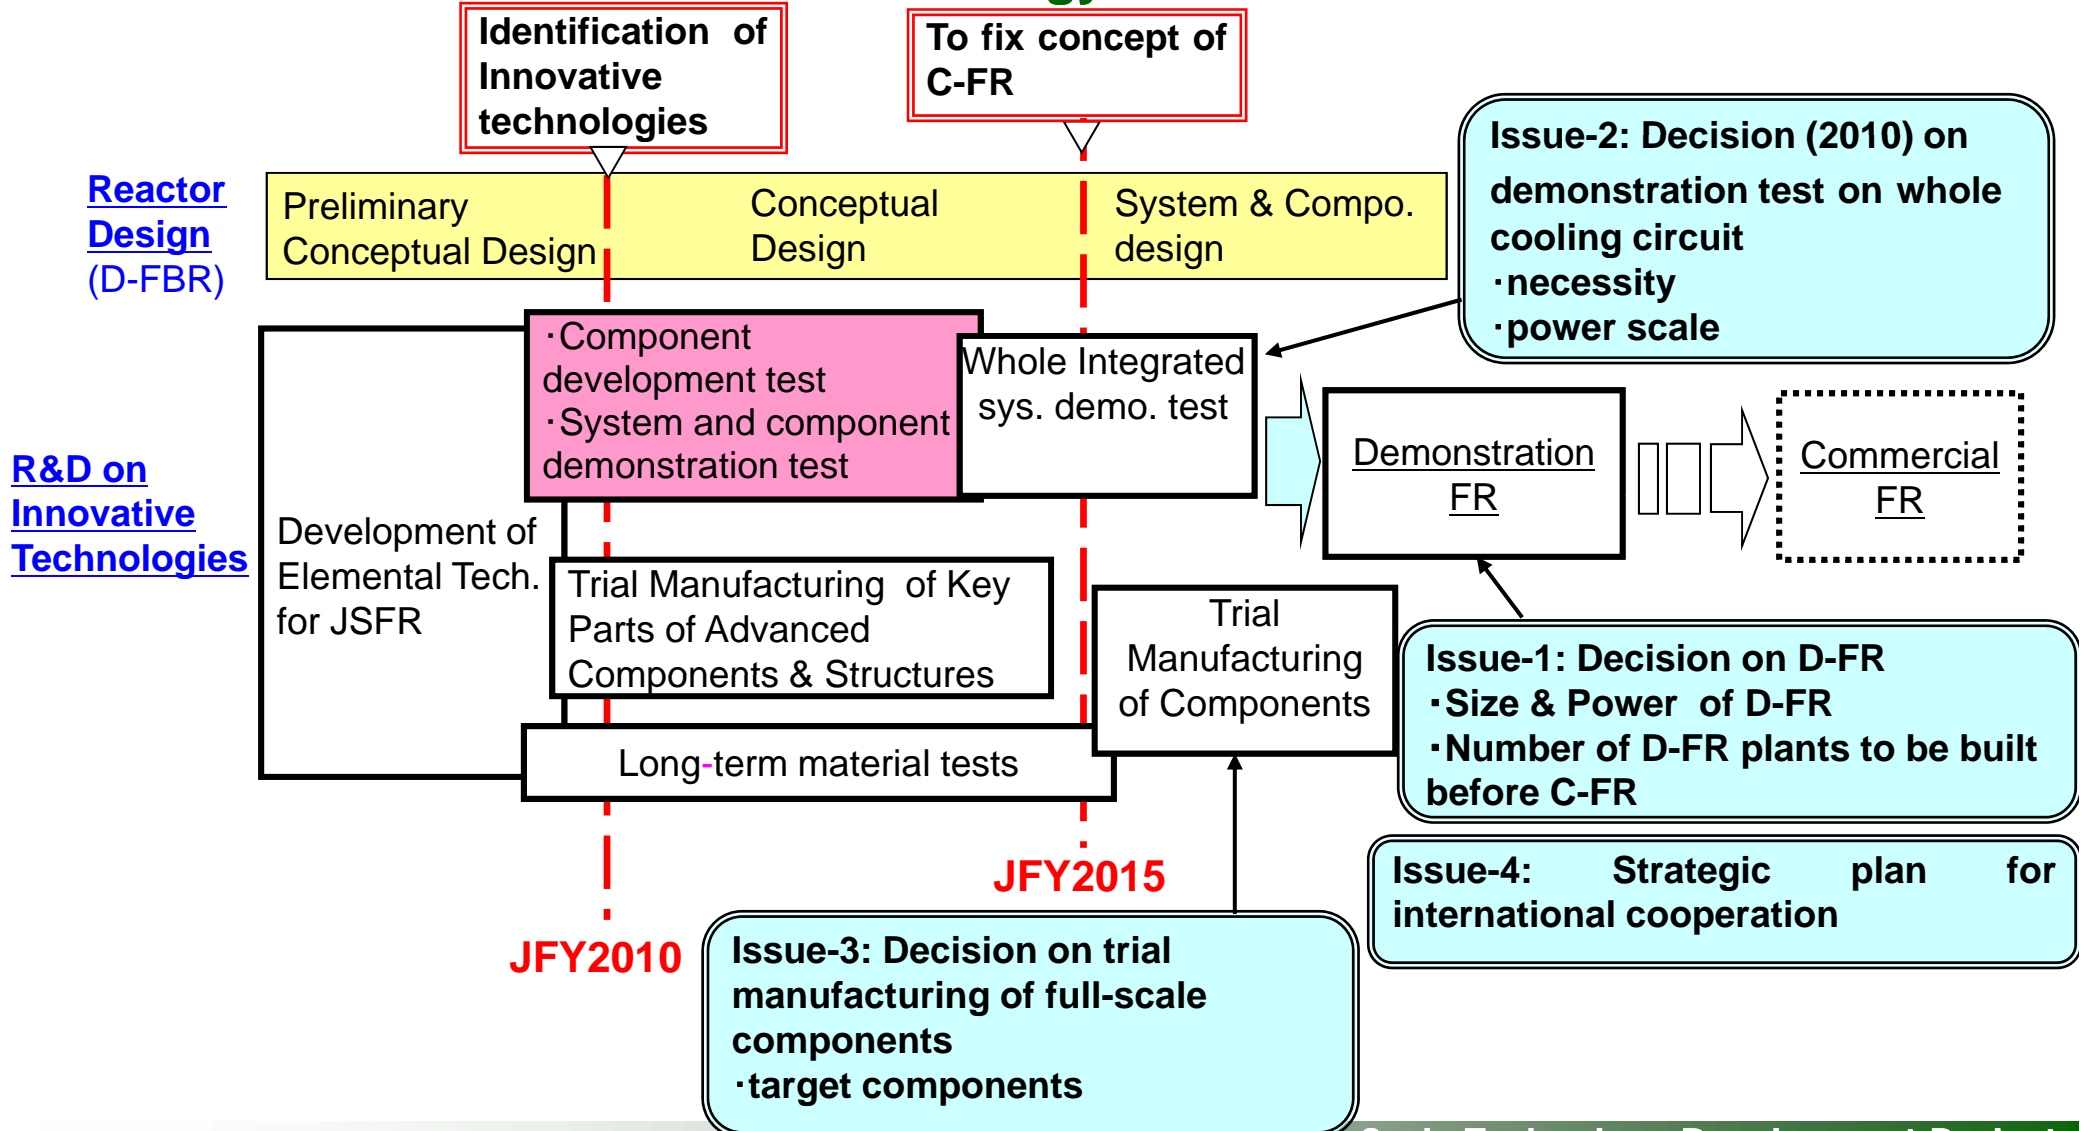 Identification of
Innovative
technologies
To fix concept of
C-FR
Reactor
Design
(D-FBR)
Preliminary
Conceptual Design
Conceptual
Design
System & Compo.
design
Issue-2: Decision (2010) on
demonstration test on whole
cooling circuit
・necessity
・power scale
R&D on
Innovative
Technologies
Development of
Elemental Tech.
for JSFR
・Component
development test
・System and component
demonstration test
Whole Integrated
sys. demo. test
Demonstration
FR
Commercial
FR
Trial Manufacturing of Key
Parts of Advanced
Components & Structures
Trial
Manufacturing
of Components
Long-term material tests
Issue-1: Decision on D-FR
・Size & Power of D-FR
・Number of D-FR plants to be built
before C-FR
JFY2015
JFY2010
Issue-4: Strategic plan for
international cooperation
Issue-3: Decision on trial
manufacturing of full-scale
components
・target components